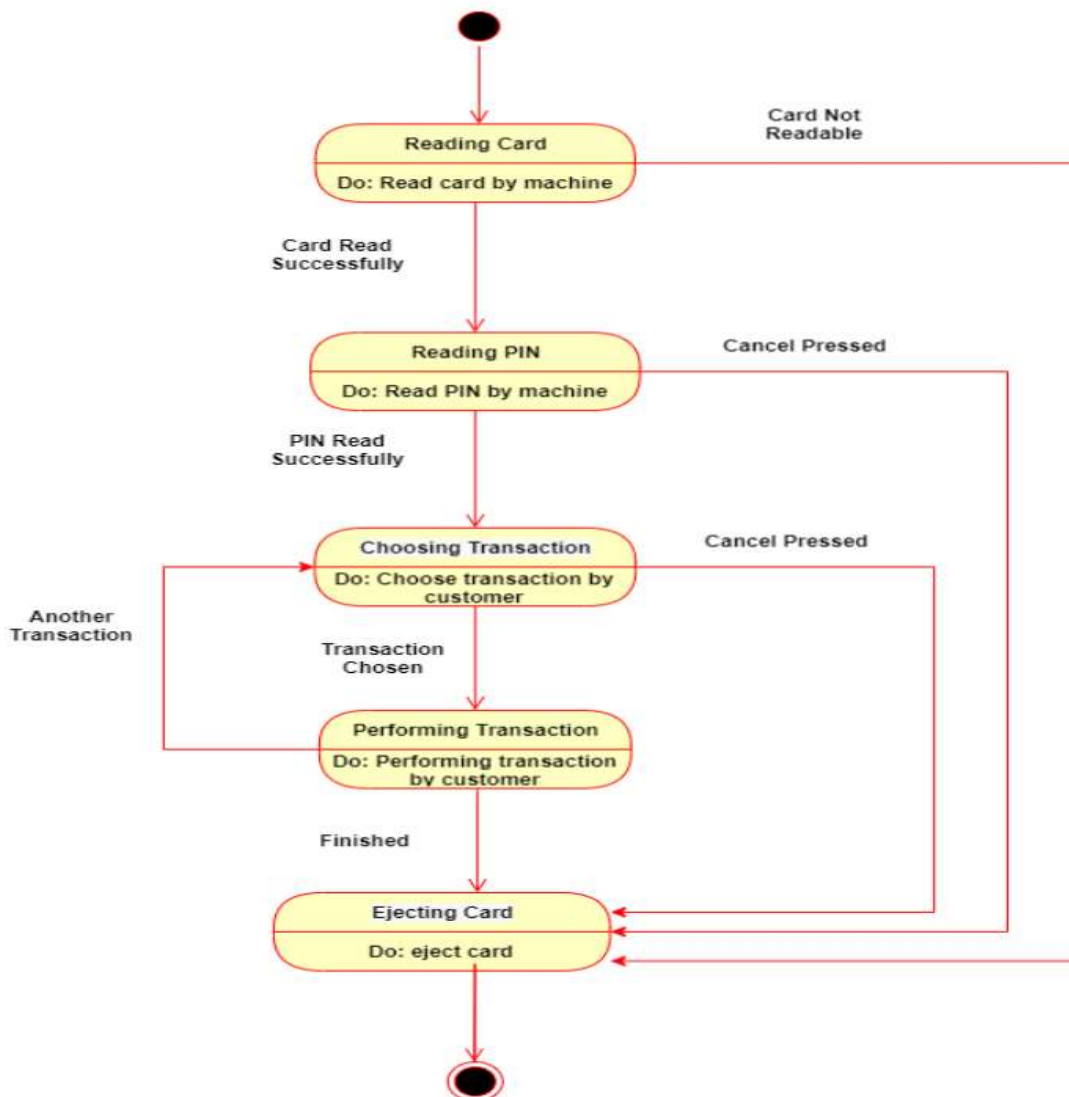 Card Not
Readable
Reading Card
Do: Read card by machine
Card Read
Successfully
Reading PIN
Cancel Pressed
Do: Read PIN by machine
PIN Read
Successfully
Choosing Transaction
Cancel Pressed
Do: Choose transaction by
customer
Another
Transaction
Transaction
Chosen
Performing Transaction
Do: Performing transaction
by customer
Finished
Ejecting Card
Do: eject card